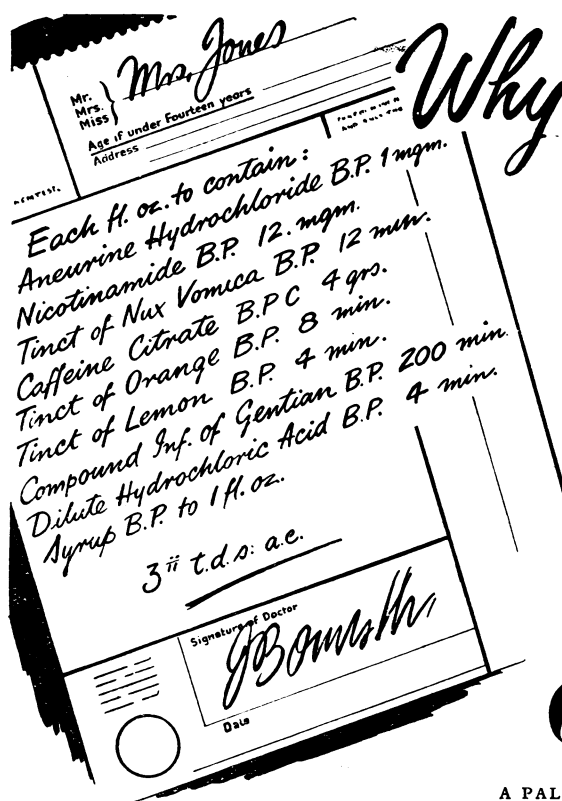 Mr.
Mrs.
Miss
Mrs. Jones
Age if under Fourteen years
Address
Why
Each fl. oz. to contain:
Aneurine Hydrochloride B.P. 1 mgm.
Nicotinamide B.P. 12. mgm.
Tinct of Nux Vomica B.P. 12 min.
Caffeine Citrate B.P C 4 grs.
Tinct of Orange B.P. 8 min.
Tinct of Lemon B.P. 4 min.
Compound Inf. of Gentian B.P. 200 min.
Dilute Hydrochloric Acid B.P. 4 min.
Syrup B.P. to 1 fl. oz.
ʒ ii t.d.s: a.c.
Signature of Doctor
Date
A PAL